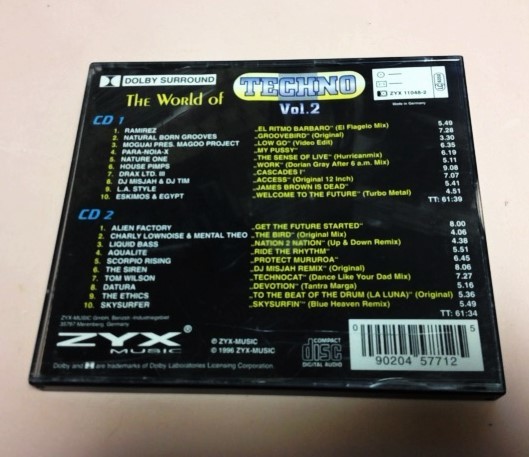 DOLBY SURROUND
The World of TECHNO Vol.2
ZYX 11048-2
Made in Germany
CD 1
1. RAMIREZ „EL RITMO BARBARO" (El Flagelo Mix) 5.49
2. NATURAL BORN GROOVES „GROOVEBIRD" (Original) 7.28
3. MOGUAI PRES. MAGOO PROJECT „LOW GO" (Video Edit) 3.30
4. PARA-NOIA-X „MY PUSSY" 6.35
5. NATURE ONE „THE SENSE OF LIVE" (Hurricanmix) 6.19
6. HOUSE PIMPS „WORK" (Dorian Gray After 6 a.m. Mix) 5.11
7. DRAX LTD. II „CASCADES I" 9.08
8. DJ MISJAH & DJ TIM „ACCESS" (Original 12 Inch) 7.07
9. L.A. STYLE „JAMES BROWN IS DEAD" 5.41
10. ESKIMOS & EGYPT „WELCOME TO THE FUTURE" (Turbo Metal) 4.51
TT: 61:39
CD 2
1. ALIEN FACTORY „GET THE FUTURE STARTED" 8.00
2. CHARLY LOWNOISE & MENTAL THEO „THE BIRD" (Original Mix) 4.06
3. LIQUID BASS „NATION 2 NATION" (Up & Down Remix) 4.38
4. AQUALITE „RIDE THE RHYTHM" 5.51
5. SCORPIO RISING „PROTECT MURUROA" 6.45
6. THE SIREN „DJ MISJAH REMIX" (Original) 8.06
7. TOM WILSON „TECHNOCAT" (Dance Like Your Dad Mix) 7.27
8. DATURA „DEVOTION" (Tantra Marga) 5.16
9. THE ETHICS „TO THE BEAT OF THE DRUM (LA LUNA)" (Original) 5.36
10. SKYSURFER „SKYSURFIN'" (Blue Heaven Remix) 5.49
TT: 61:34
ZYX-MUSIC GmbH, Benzstr.-Industriegebiet
35797 Merenberg, Germany
ZYX®
MUSIC
℗ ZYX-MUSIC
© 1996 ZYX-MUSIC
COMPACT
disc
DIGITAL AUDIO
0 5
90204 57712
Dolby and are trademarks of Dolby Laboratories Licensing Corporation